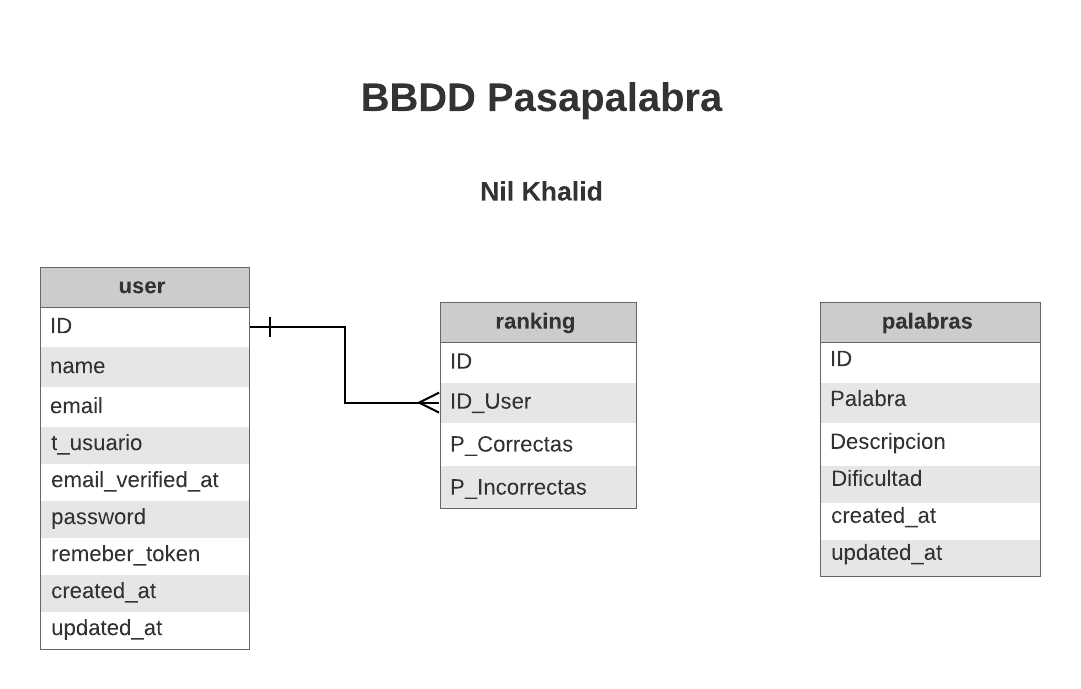 BBDD Pasapalabra
Nil Khalid
user
ID
name
email
t_usuario
email_verified_at
password
remeber_token
created_at
updated_at
ranking
ID
ID_User
P_Correctas
P_Incorrectas
palabras
ID
Palabra
Descripcion
Dificultad
created_at
updated_at